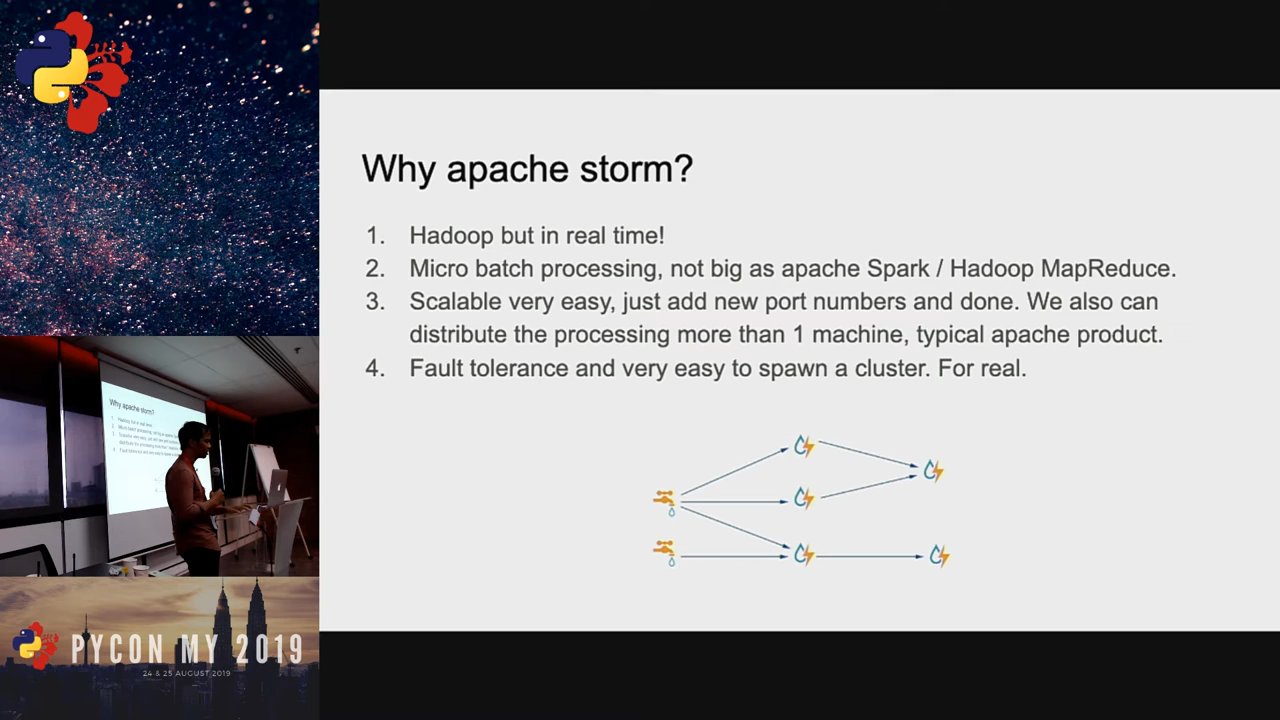 Why apache storm?
1. Hadoop but in real time!
2. Micro batch processing, not big as apache Spark / Hadoop MapReduce.
3. Scalable very easy, just add new port numbers and done. We also can
distribute the processing more than 1 machine, typical apache product.
4. Fault tolerance and very easy to spawn a cluster. For real.
Why apache storm?
PYCON MY 2019
24 & 25 AUGUST 2019